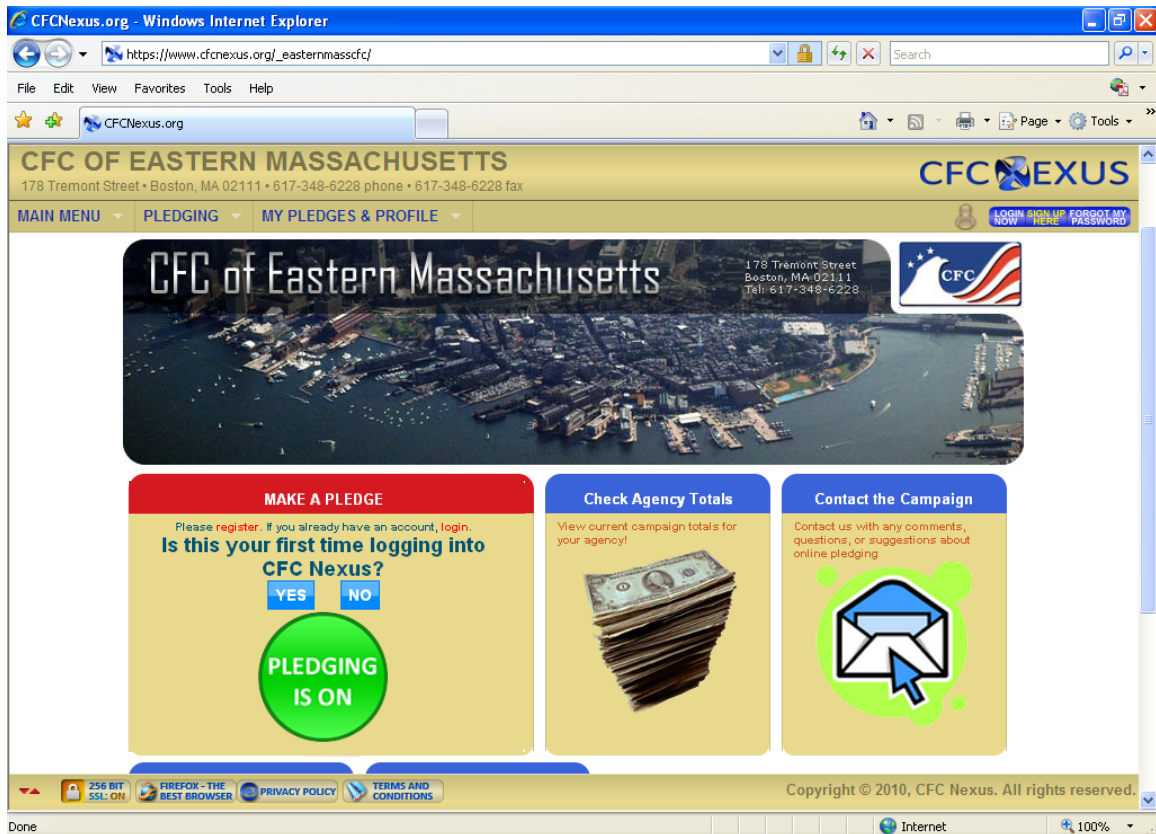 CFCNexus.org - Windows Internet Explorer
https://www.cfcnexus.org/_easternmasscfc/
Search
File Edit View Favorites Tools Help
CFCNexus.org
Page Tools
CFC OF EASTERN MASSACHUSETTS
178 Tremont Street • Boston, MA 02111 • 617-348-6228 phone • 617-348-6228 fax
CFC NEXUS
MAIN MENU PLEDGING MY PLEDGES & PROFILE
LOGIN NOW SIGN UP HERE FORGOT MY PASSWORD
CFC of Eastern Massachusetts
178 Tremont Street
Boston, MA 02111
Tel: 617-348-6228
CFC
MAKE A PLEDGE
Please register. If you already have an account, login.
Is this your first time logging into
CFC Nexus?
YES NO
PLEDGING
IS ON
Check Agency Totals
View current campaign totals for
your agency!
Contact the Campaign
Contact us with any comments,
questions, or suggestions about
online pledging
256 BIT
SSL: ON
FIREFOX - THE
BEST BROWSER
PRIVACY POLICY
TERMS AND
CONDITIONS
Copyright © 2010, CFC Nexus. All rights reserved.
Done
Internet
100%